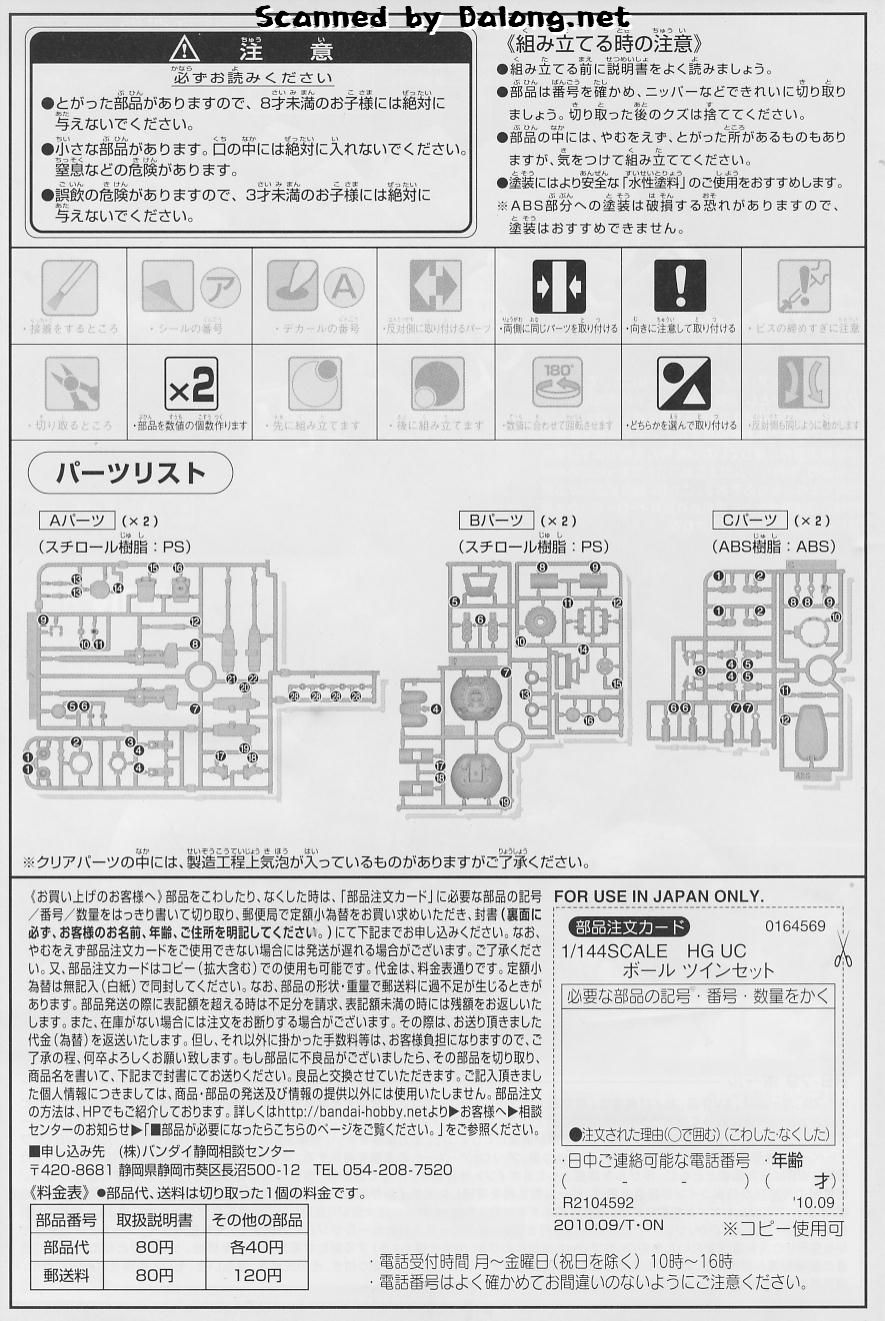 Scanned by Dalong.net
注意
必ずお読みください
●とがった部品がありますので、8才未満のお子様には絶対に
与えないでください。
●小さな部品があります。口の中には絶対に入れないでください。
窒息などの危険があります。
●誤飲の危険がありますので、3才未満のお子様には絶対に
与えないでください。
《組み立てる時の注意》
●組み立てる前に説明書をよく読みましょう。
●部品は番号を確かめ、ニッパーなどできれいに切り取り
ましょう。切り取った後のクズは捨ててください。
●部品の中には、やむをえず、とがった所があるものもあり
ますが、気をつけて組み立ててください。
●塗装にはより安全な「水性塗料」のご使用をおすすめします。
※ABS部分への塗装は破損する恐れがありますので、
塗装はおすすめできません。
ア
A
・接着をするところ
・シールの番号
・デカールの番号
・反対側に取り付けるパーツ
・両側に同じパーツを取り付ける
・向きに注意して取り付ける
・ビスの締めすぎに注意
×2
180°
・切り取るところ
・部品を数値の個数作ります
・先に組み立てます
・後に組み立てます
・数値に合わせて回転させます
・どちらかを選んで取り付ける
・反対側も同じように動かします
パーツリスト
Aパーツ (×2)
(スチロール樹脂:PS)
Bパーツ (×2)
(スチロール樹脂:PS)
Cパーツ (×2)
(ABS樹脂:ABS)
※クリアパーツの中には、製造工程上気泡が入っているものがありますがご了承ください。
《お買い上げのお客様へ》部品をこわしたり、なくした時は、「部品注文カード」に必要な部品の記号
/番号/数量をはっきり書いて切り取り、郵便局で定額小為替をお買い求めいただき、封書(裏面に
必ず、お客様のお名前、年齢、ご住所を明記してください。)にて下記までお申し込みください。なお、
やむをえず部品注文カードをご使用できない場合には発送が遅れる場合がございます。ご了承くださ
い。又、部品注文カードはコピー(拡大含む)での使用も可能です。代金は、料金表通りです。定額小
為替は無記入(白紙)で同封してください。なお、部品の形状・重量で郵送料に過不足が生じるときが
あります。部品発送の際に表記額を超える時は不足分を請求、表記額未満の時には残額をお返しいた
します。また、在庫がない場合には注文をお断りする場合がございます。その際は、お送り頂きました
代金(為替)を返送いたします。但し、それ以外に掛かった手数料等は、お客様負担になりますので、ご
了承の程、何卒よろしくお願い致します。もし部品に不良品がございましたら、その部品を切り取り、
商品名を書いて、下記まで封書にてお送りください。良品と交換させていただきます。ご記入頂きまし
た個人情報につきましては、商品・部品の発送及び情報の提供以外には使用いたしません。部品注文
の方法は、HPでもご紹介しております。詳しくはhttp://bandai-hobby.netより▶お客様へ▶相談
センターのお知らせ▶「■部品が必要になったらこちらのページをご覧ください。」をご参照ください。
■申し込み先 (株)バンダイ静岡相談センター
〒420-8681 静岡県静岡市葵区長沼500-12 TEL 054-208-7520
《料金表》●部品代、送料は切り取った1個の料金です。
部品番号 取扱説明書 その他の部品
部品代 80円 各40円
郵送料 80円 120円
FOR USE IN JAPAN ONLY.
部品注文カード 0164569
1/144SCALE HG UC
ボール ツインセット
必要な部品の記号・番号・数量をかく
●注文された理由(○で囲む)(こわした・なくした)
・日中ご連絡可能な電話番号 ・年齢
( - - ) ( 才)
R2104592 '10.09
2010.09/T・ON ※コピー使用可
・電話受付時間 月〜金曜日(祝日を除く) 10時〜16時
・電話番号はよく確かめてお間違いのないようにご注意ください。